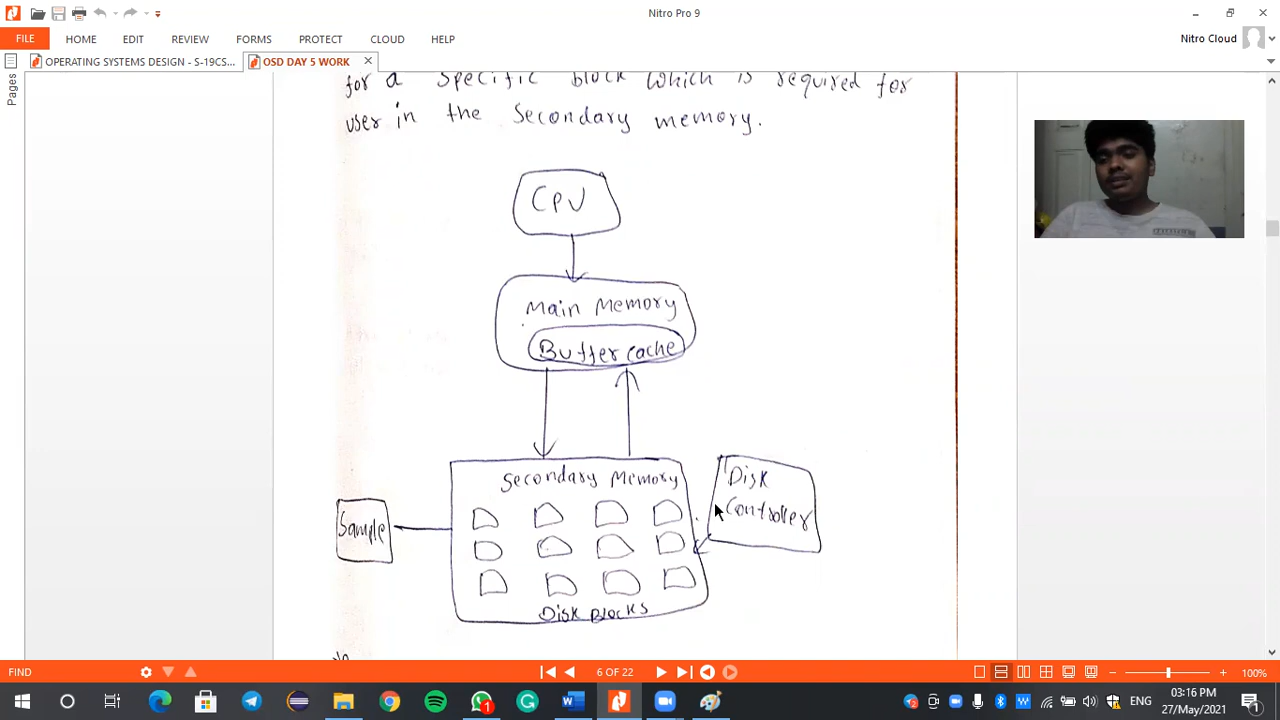 Nitro Pro 9
FILE HOME EDIT REVIEW FORMS PROTECT CLOUD HELP
Nitro Cloud
OPERATING SYSTEMS DESIGN - S-19CS...
OSD DAY 5 WORK
Pages
for a specific block which is required for
user in the secondary memory.
CPU
Main Memory
Buffer cache
Secondary Memory
Disk
Controller
Sample
Disk Blocks
FIND
6 OF 22
100%
ENG
03:16 PM
27/May/2021
1
1